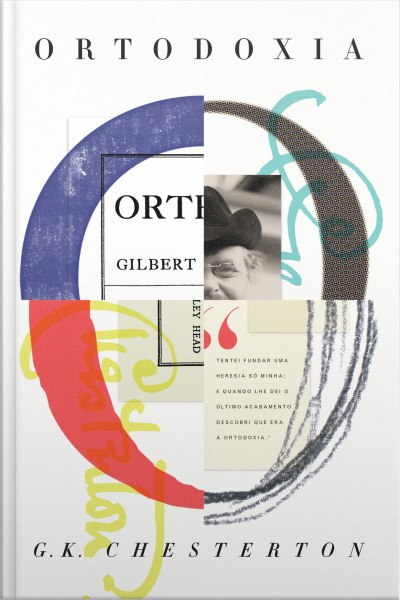 ORTODOXIA
ORTH
GILBERT
LEY HEAD
“
TENTEI FUNDAR UMA
HERESIA SÓ MINHA;
E QUANDO LHE DEI O
ÚLTIMO ACABAMENTO
DESCOBRI QUE ERA
A ORTODOXIA."
Chesterton
G.K. CHESTERTON